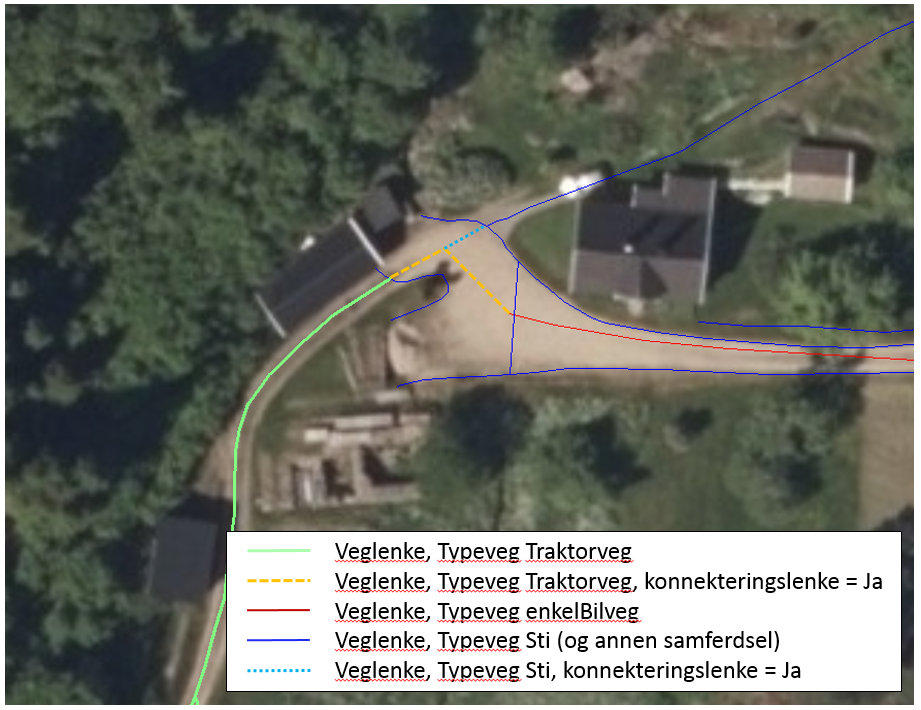 Veglenke, Typeveg Traktorveg
Veglenke, Typeveg Traktorveg, konnekteringslenke = Ja
Veglenke, Typeveg enkelBilveg
Veglenke, Typeveg Sti (og annen samferdsel)
Veglenke, Typeveg Sti, konnekteringslenke = Ja